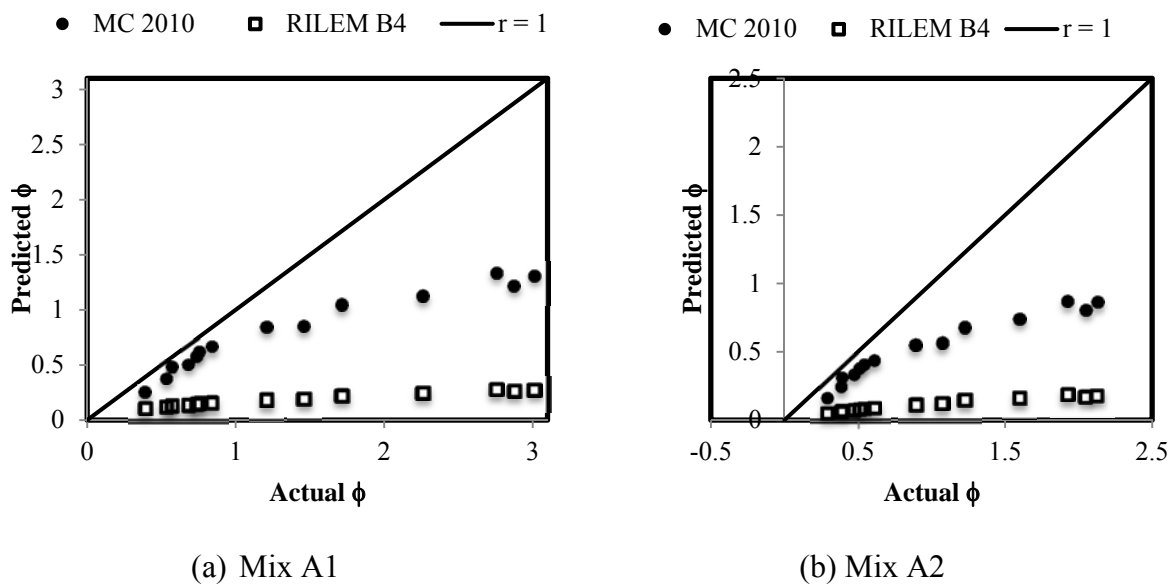 MC 2010 RILEM B4 r = 1
3
2.5
2
1.5
1
0.5
0
0 1 2 3
Predicted ϕ
Actual ϕ
(a) Mix A1
MC 2010 RILEM B4 r = 1
2.5
2
1.5
1
0.5
0
-0.5 0.5 1.5 2.5
Predicted ϕ
Actual ϕ
(b) Mix A2